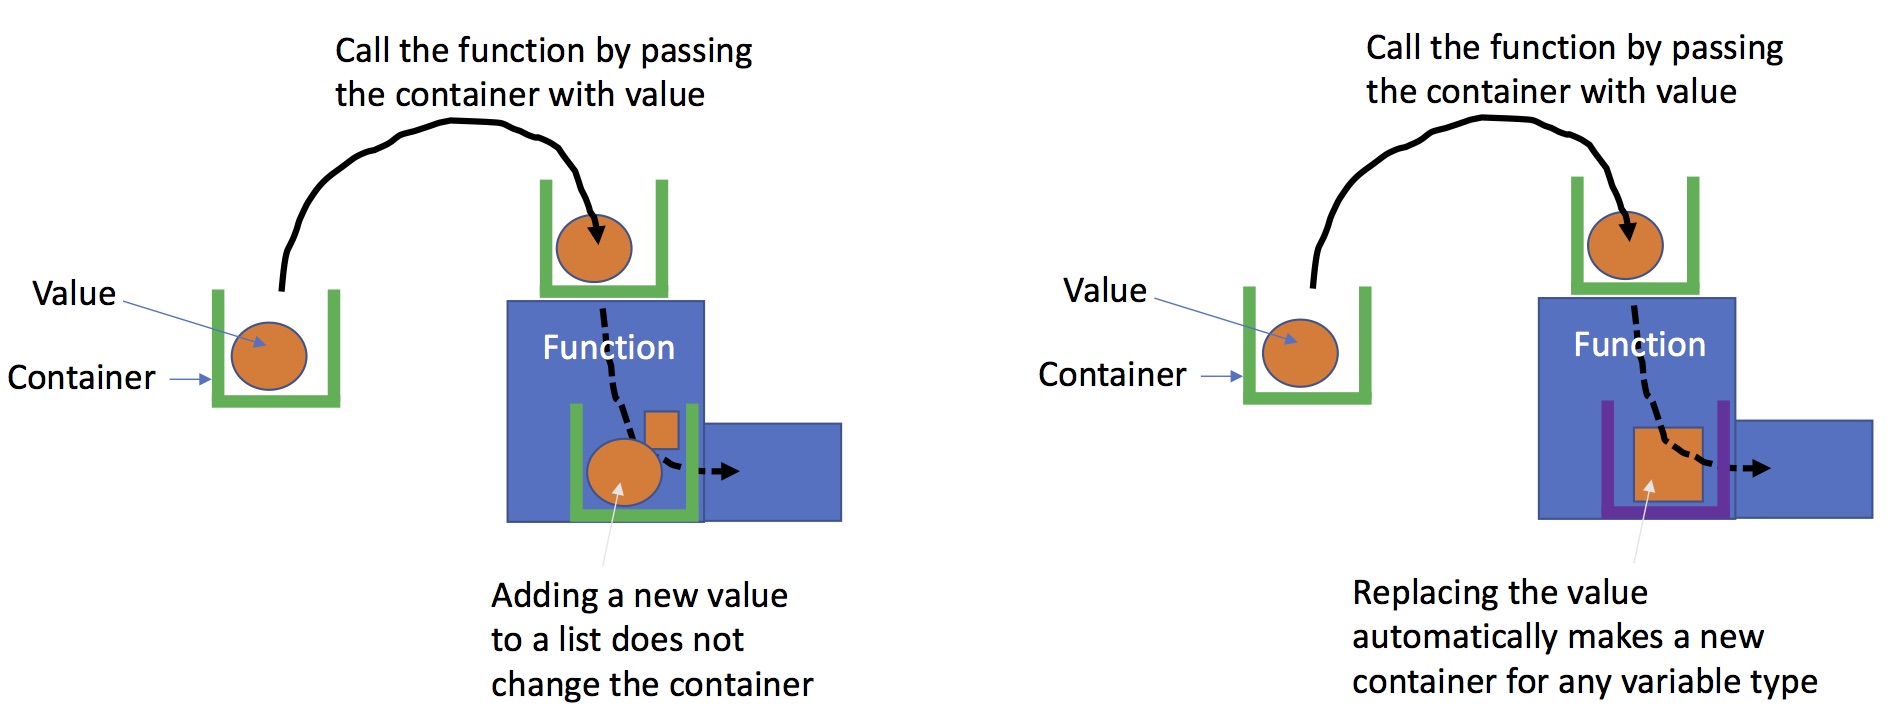 Call the function by passing
the container with value
Value
Container
Function
Adding a new value
to a list does not
change the container
Call the function by passing
the container with value
Value
Container
Function
Replacing the value
automatically makes a new
container for any variable type